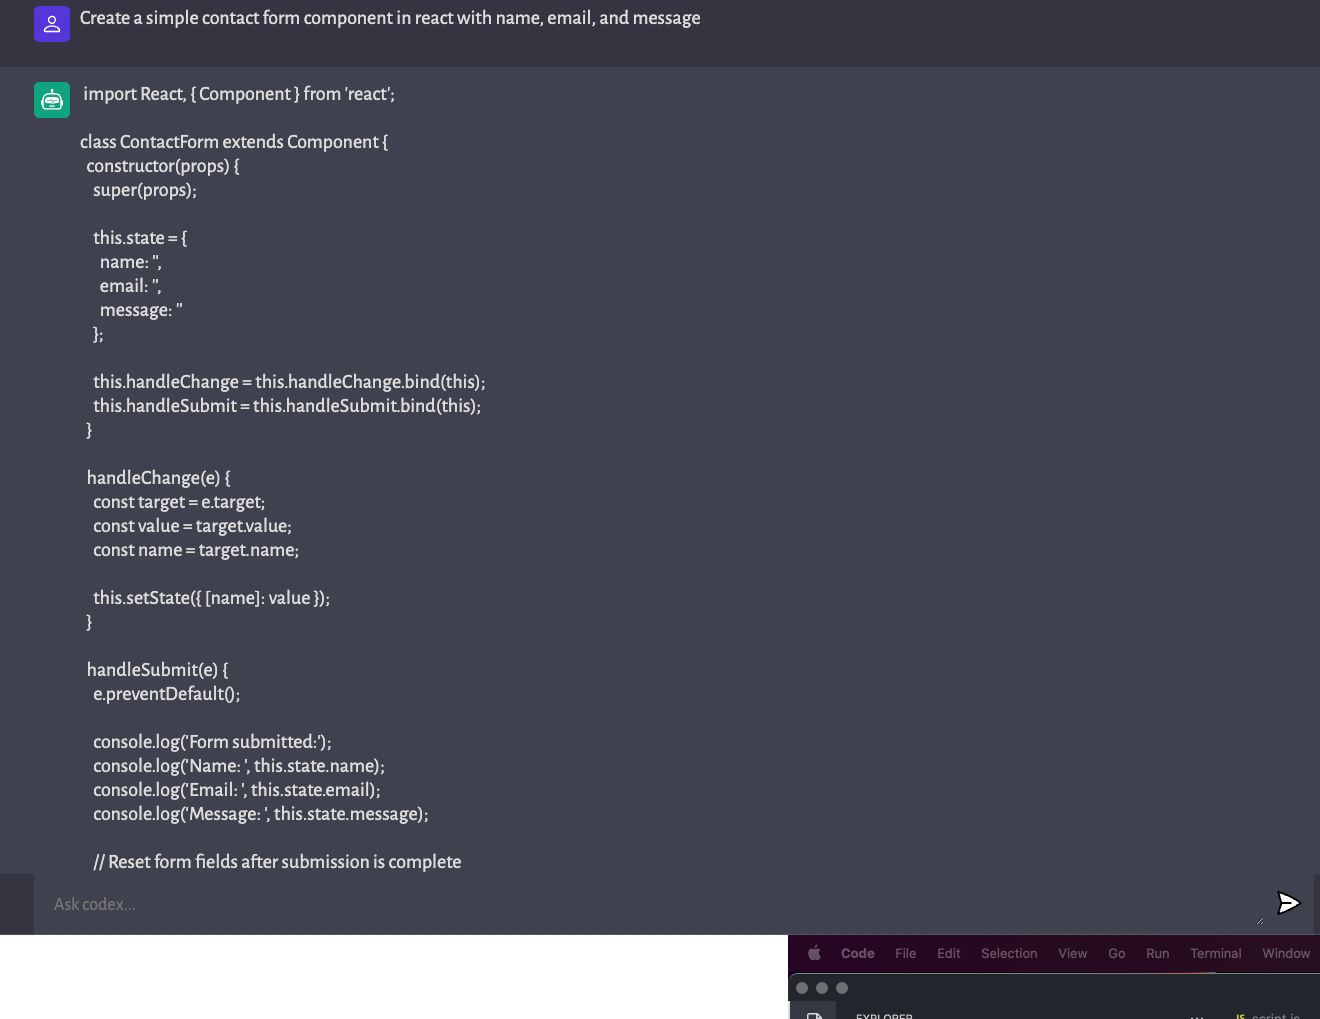 Create a simple contact form component in react with name, email, and message
import React, { Component } from 'react';
class ContactForm extends Component {
constructor(props) {
super(props);
this.state = {
name: '',
email: '',
message: ''
};
this.handleChange = this.handleChange.bind(this);
this.handleSubmit = this.handleSubmit.bind(this);
}
handleChange(e) {
const target = e.target;
const value = target.value;
const name = target.name;
this.setState({ [name]: value });
}
handleSubmit(e) {
e.preventDefault();
console.log('Form submitted:');
console.log('Name: ', this.state.name);
console.log('Email: ', this.state.email);
console.log('Message: ', this.state.message);
// Reset form fields after submission is complete
Ask codex...
Code File Edit Selection View Go Run Terminal Window
EXPLORER ... JS script.js